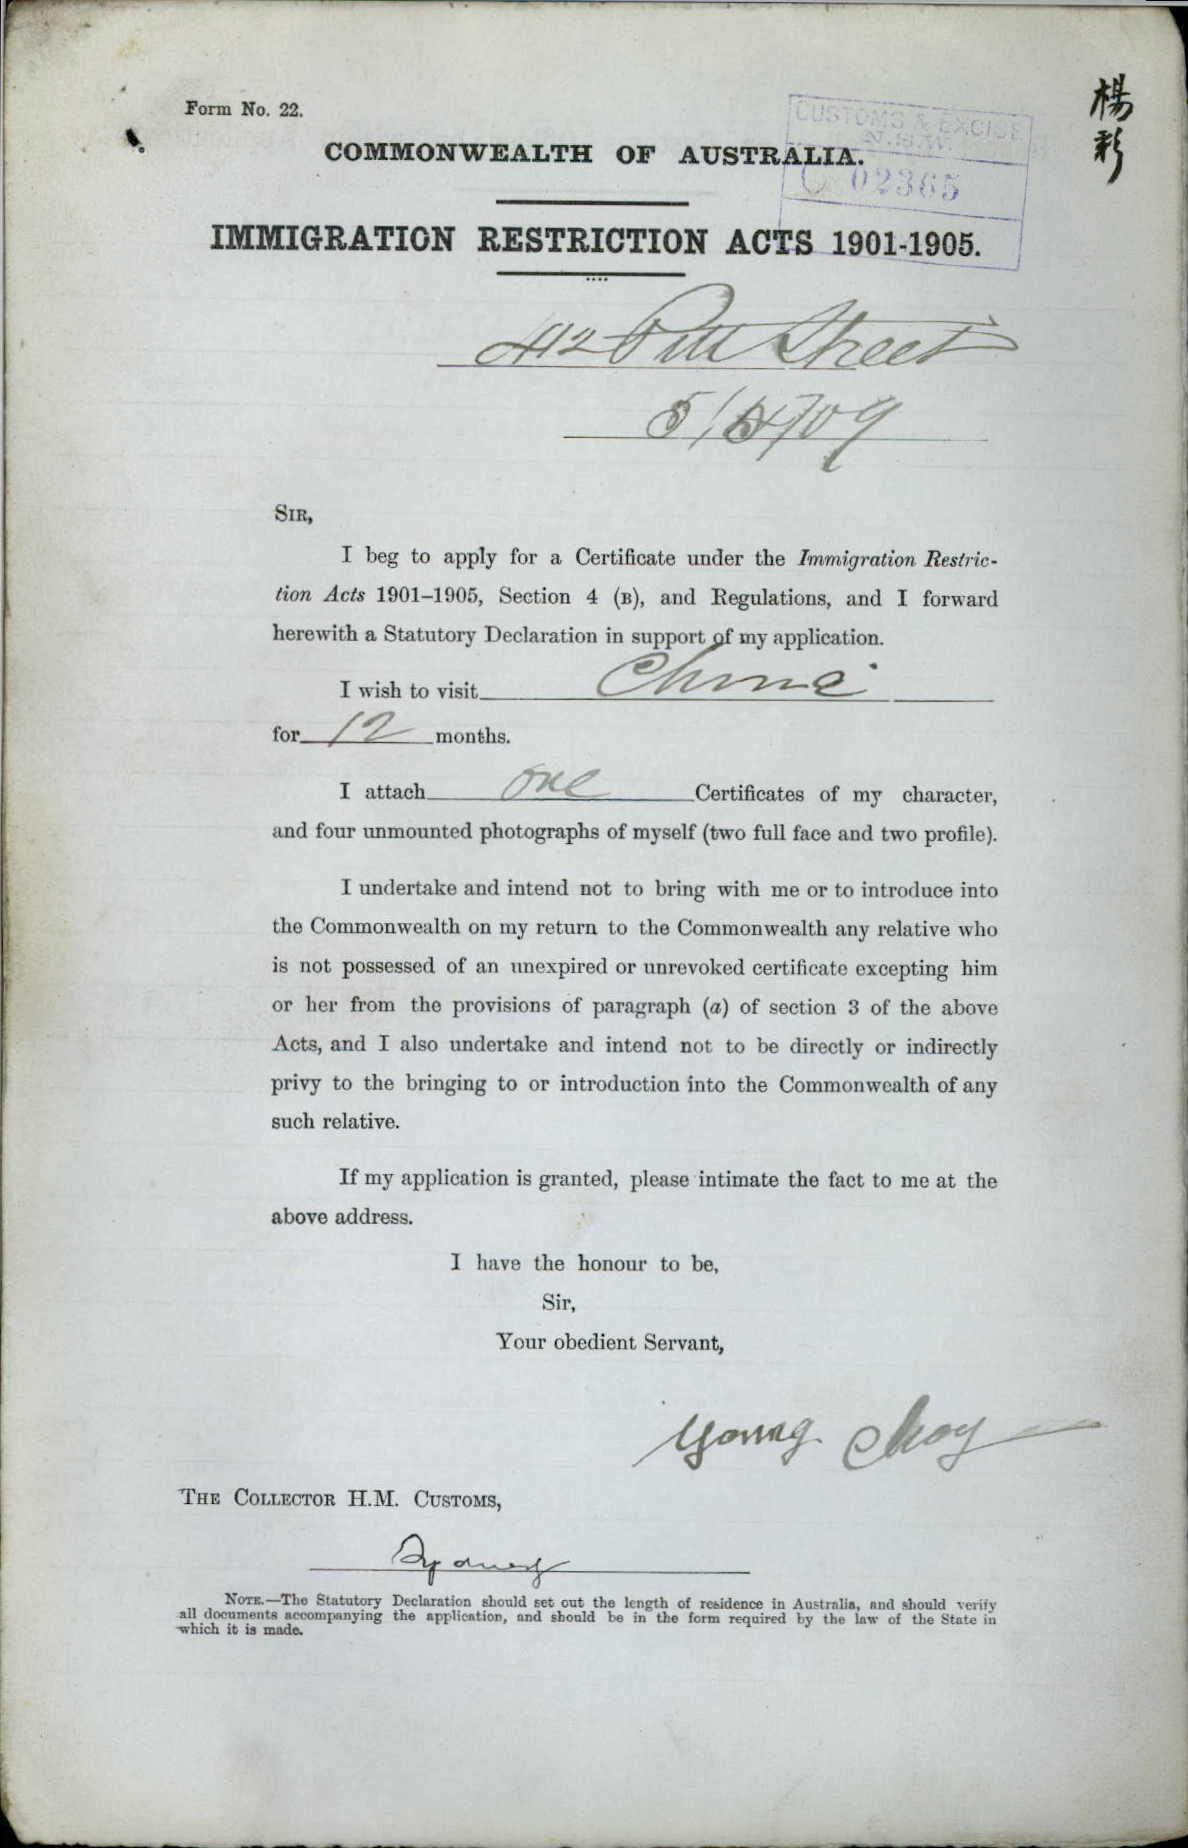 Form No. 22.
楊彩
CUSTOMS & EXCISE
N.S.W.
C 02365
COMMONWEALTH OF AUSTRALIA.
IMMIGRATION RESTRICTION ACTS 1901-1905.
412 Pitt Street
5/4/09
SIR,
I beg to apply for a Certificate under the Immigration Restric-
tion Acts 1901–1905, Section 4 (B), and Regulations, and I forward
herewith a Statutory Declaration in support of my application.
I wish to visit China
for 12 months.
I attach one Certificates of my character,
and four unmounted photographs of myself (two full face and two profile).
I undertake and intend not to bring with me or to introduce into
the Commonwealth on my return to the Commonwealth any relative who
is not possessed of an unexpired or unrevoked certificate excepting him
or her from the provisions of paragraph (a) of section 3 of the above
Acts, and I also undertake and intend not to be directly or indirectly
privy to the bringing to or introduction into the Commonwealth of any
such relative.
If my application is granted, please intimate the fact to me at the
above address.
I have the honour to be,
Sir,
Your obedient Servant,
Young Choy
THE COLLECTOR H.M. CUSTOMS,
Sydney
NOTE.—The Statutory Declaration should set out the length of residence in Australia, and should verify
all documents accompanying the application, and should be in the form required by the law of the State in
which it is made.